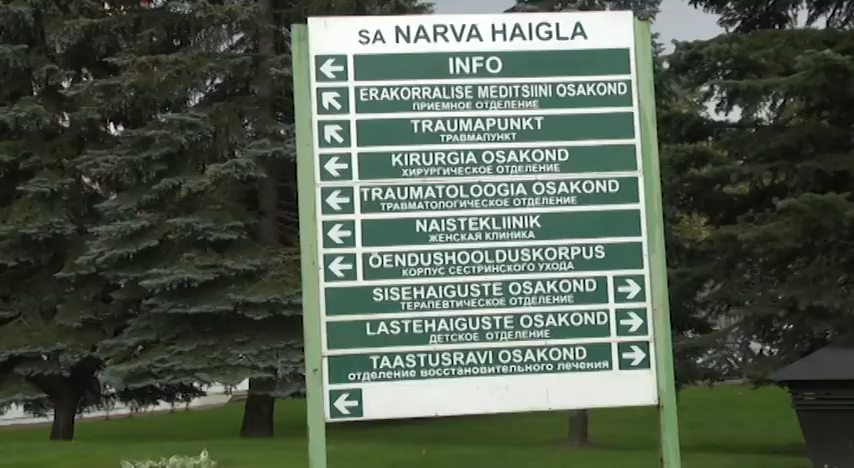 SA NARVA HAIGLA
INFO
ERAKORRALISE MEDITSIINI OSAKOND
ПРИЕМНОЕ ОТДЕЛЕНИЕ
TRAUMAPUNKT
ТРАВМАПУНКТ
KIRURGIA OSAKOND
ХИРУРГИЧЕСКОЕ ОТДЕЛЕНИЕ
TRAUMATOLOOGIA OSAKOND
ТРАВМАТОЛОГИЧЕСКОЕ ОТДЕЛЕНИЕ
NAISTEKLIINIK
ЖЕНСКАЯ КЛИНИКА
ÕENDUSHOOLDUSKORPUS
КОРПУС СЕСТРИНСКОГО УХОДА
SISEHAIGUSTE OSAKOND
ТЕРАПЕВТИЧЕСКОЕ ОТДЕЛЕНИЕ
LASTEHAIGUSTE OSAKOND
ДЕТСКОЕ ОТДЕЛЕНИЕ
TAASTUSRAVI OSAKOND
отделение восстановительного лечения